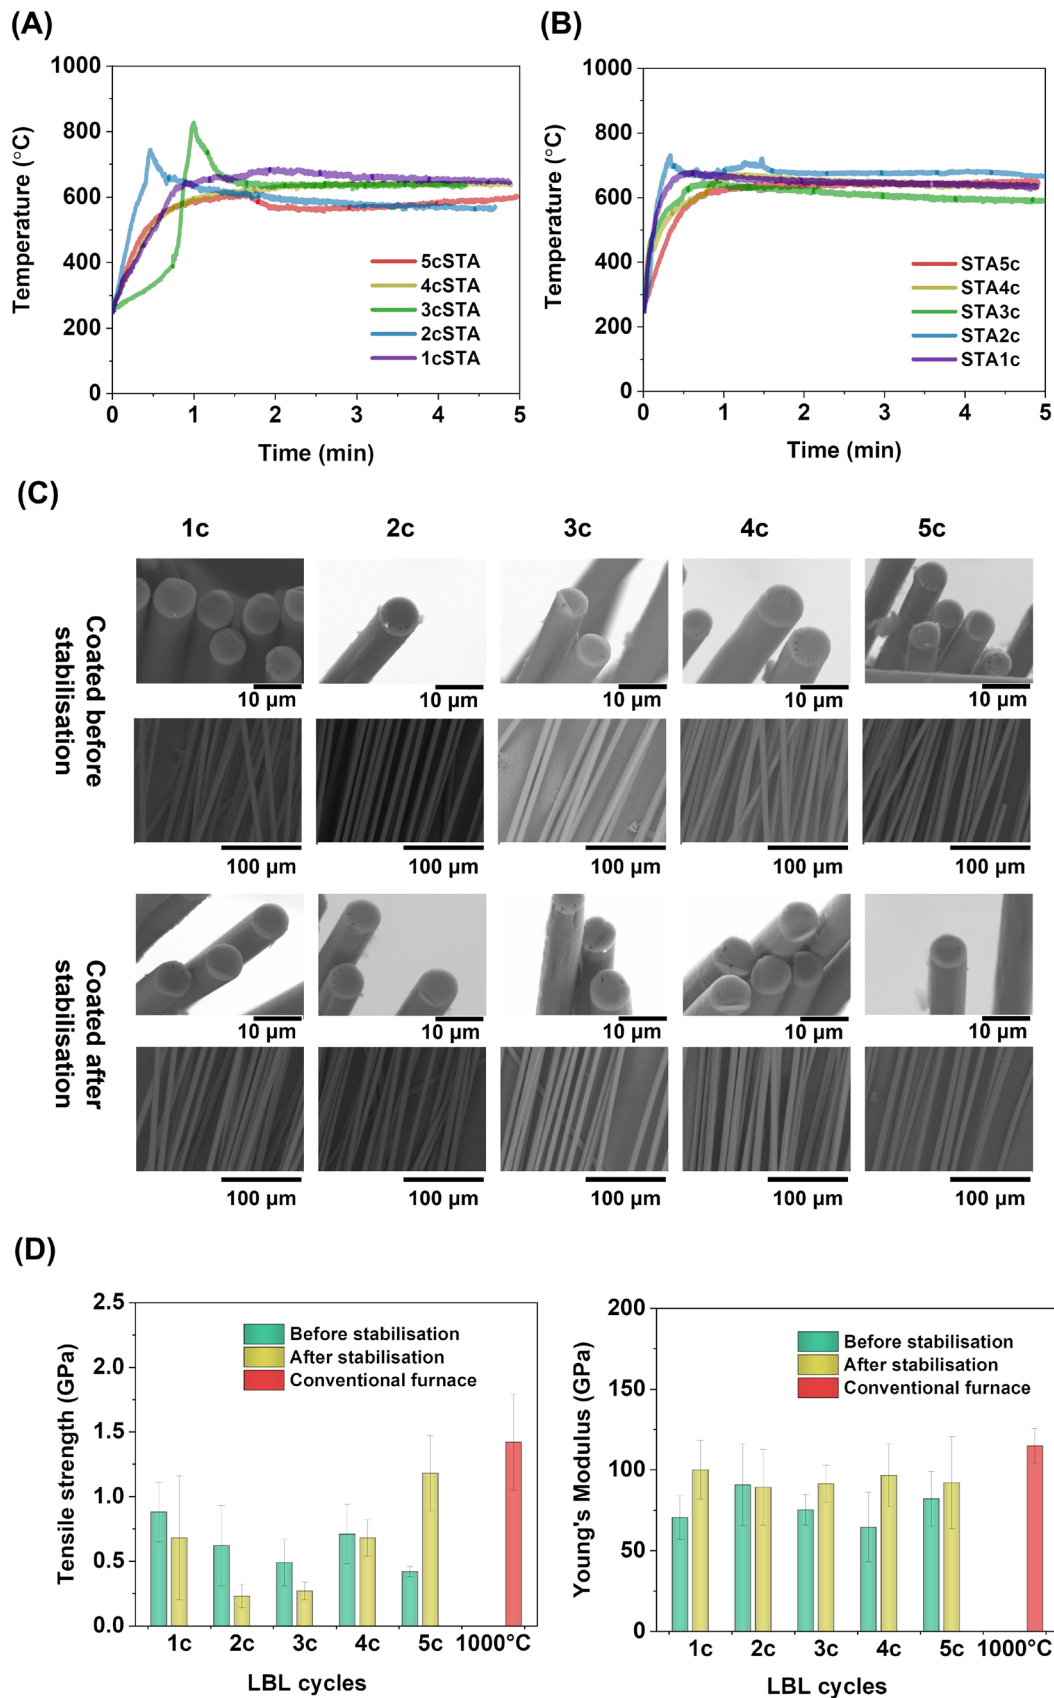 (A)
1000
800
600
400
200
0
Temperature (°C)
5cSTA
4cSTA
3cSTA
2cSTA
1cSTA
0 1 2 3 4 5
Time (min)
(B)
1000
800
600
400
200
0
Temperature (°C)
STA5c
STA4c
STA3c
STA2c
STA1c
0 1 2 3 4 5
Time (min)
(C)
1c 2c 3c 4c 5c
Coated before
stabilisation
10 µm 10 µm 10 µm 10 µm 10 µm
100 µm 100 µm 100 µm 100 µm 100 µm
Coated after
stabilisation
10 µm 10 µm 10 µm 10 µm 10 µm
100 µm 100 µm 100 µm 100 µm 100 µm
(D)
2.5
2.0
1.5
1.0
0.5
0.0
Tensile strength (GPa)
Before stabilisation
After stabilisation
Conventional furnace
1c 2c 3c 4c 5c 1000°C
LBL cycles
200
150
100
50
0
Young's Modulus (GPa)
Before stabilisation
After stabilisation
Conventional furnace
1c 2c 3c 4c 5c 1000°C
LBL cycles